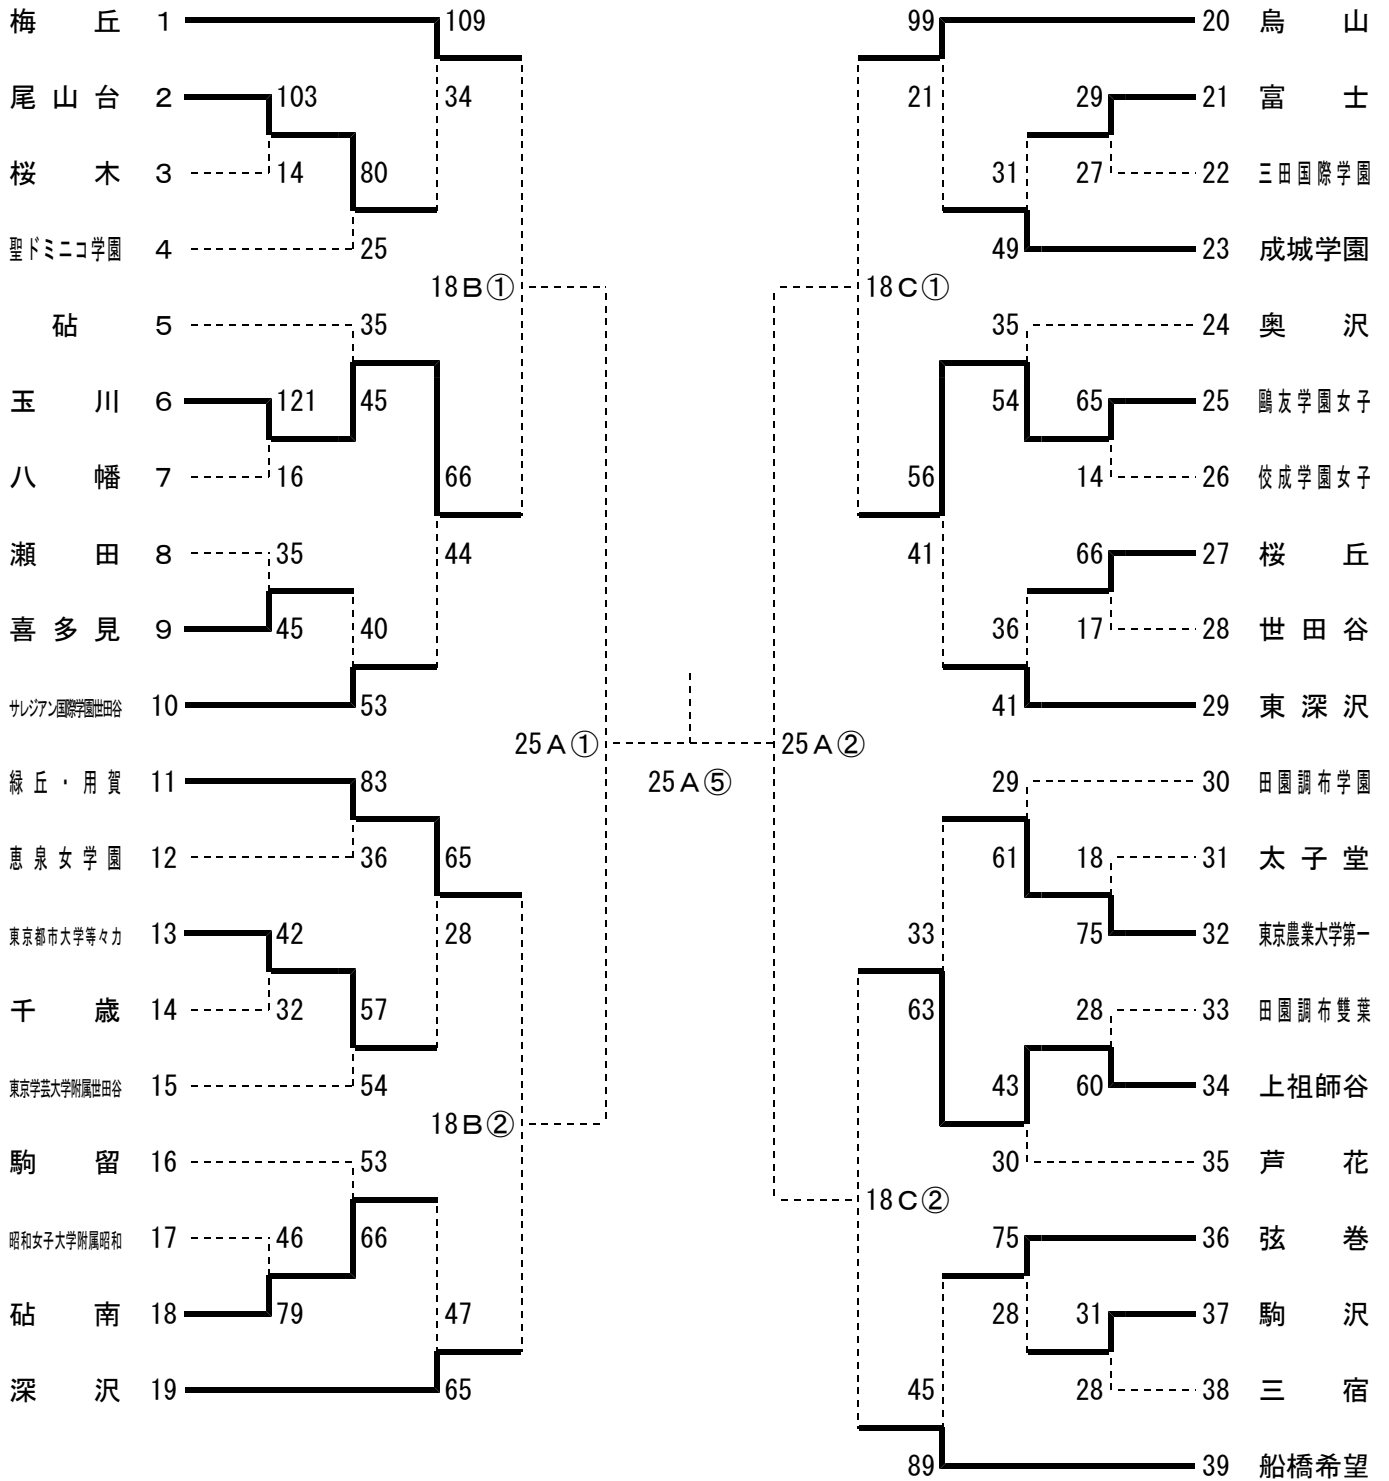 梅丘 1 109 99 20 烏山
尾山台 2 103 34 21 29 21 富士
桜木 3 14 80 31 27 22 三田国際学園
聖ドミニコ学園 4 25 49 23 成城学園
18B① 18C①
砧 5 35 35 24 奥沢
玉川 6 121 45 54 65 25 鷗友学園女子
八幡 7 16 66 56 14 26 佼成学園女子
瀬田 8 35 44 41 66 27 桜丘
喜多見 9 45 40 36 17 28 世田谷
サレジアン国際学園世田谷 10 53 41 29 東深沢
25A① 25A②
緑丘・用賀 11 83 25A⑤ 29 30 田園調布学園
恵泉女学園 12 36 65 61 18 31 太子堂
東京都市大学等々力 13 42 28 33 75 32 東京農業大学第一
千歳 14 32 57 63 28 33 田園調布雙葉
東京学芸大学附属世田谷 15 54 43 60 34 上祖師谷
18B②
駒留 16 53 30 35 芦花
18C②
昭和女子大学附属昭和 17 46 66 75 36 弦巻
砧南 18 79 47 28 31 37 駒沢
深沢 19 65 45 28 38 三宿
89 39 船橋希望